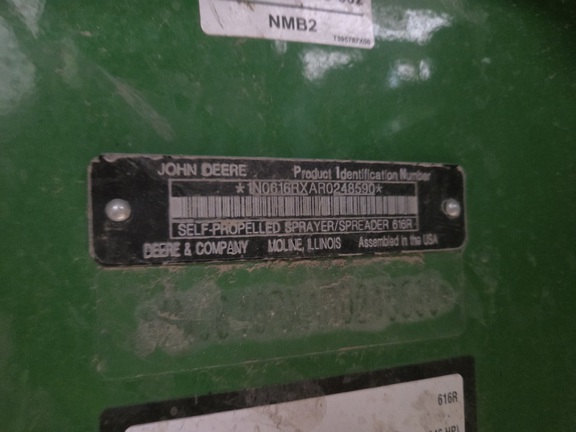 NMB2
JOHN DEERE Product Identification Number
*1N0616RXAR0248590*
SELF-PROPELLED SPRAYER/SPREADER 616R
DEERE & COMPANY MOLINE, ILLINOIS Assembled in the USA
616R